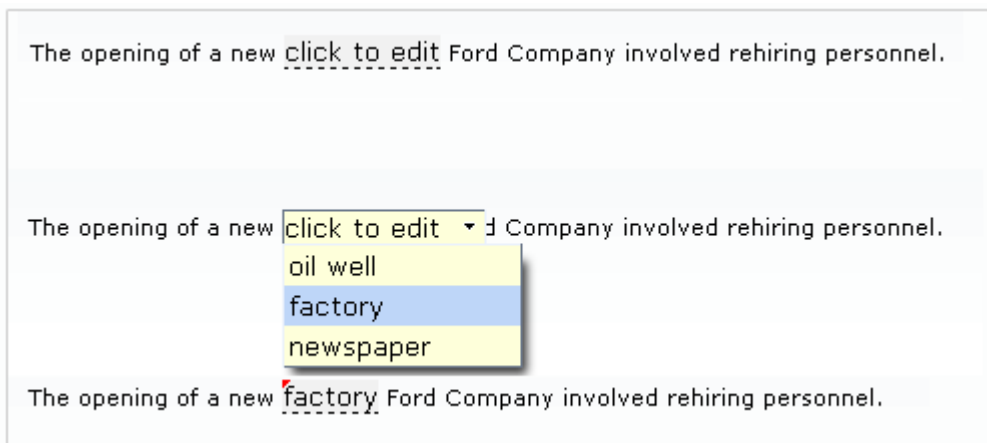 The opening of a new click to edit Ford Company involved rehiring personnel.
The opening of a new click to edit d Company involved rehiring personnel.
oil well
factory
newspaper
The opening of a new factory Ford Company involved rehiring personnel.